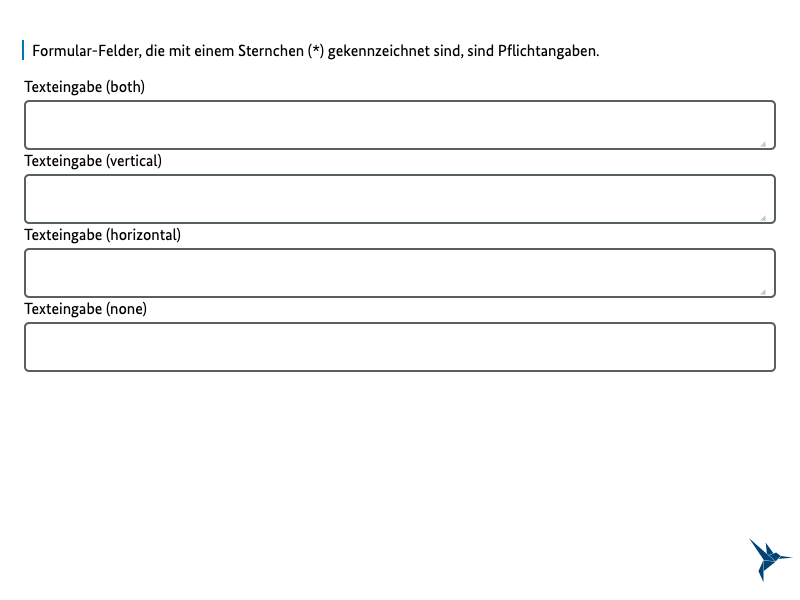 Formular-Felder, die mit einem Sternchen (*) gekennzeichnet sind, sind Pflichtangaben.
Texteingabe (both)
Texteingabe (vertical)
Texteingabe (horizontal)
Texteingabe (none)